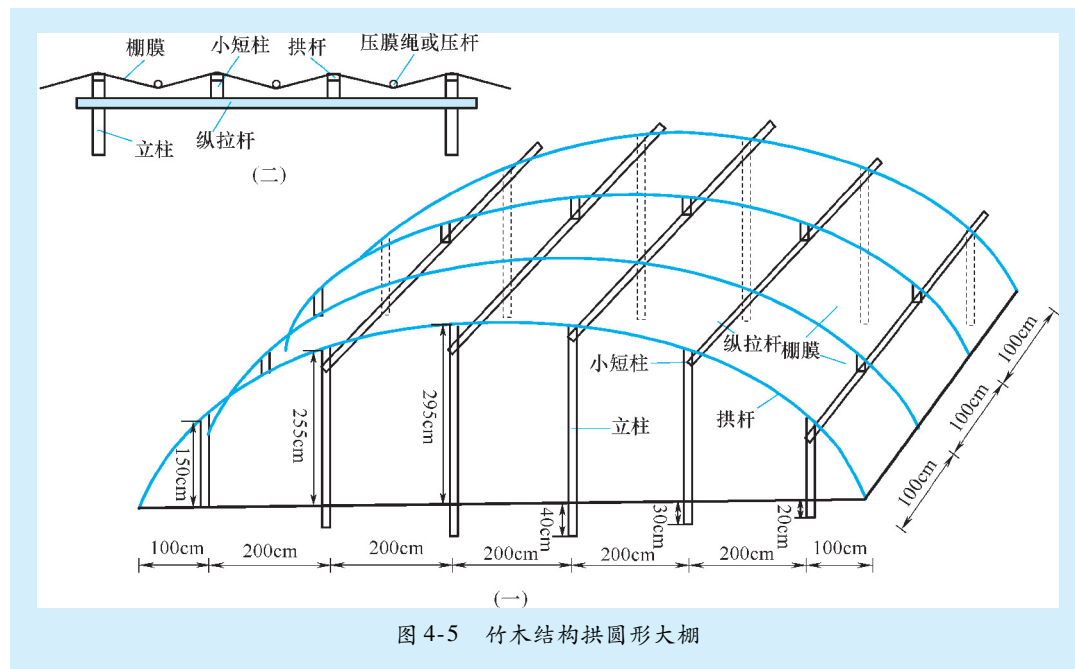 棚膜
小短柱
拱杆
压膜绳或压杆
立柱
纵拉杆
(二)
小短柱
纵拉杆
棚膜
立柱
拱杆
150cm
255cm
295cm
40cm
30cm
20cm
100cm
100cm
100cm
100cm
200cm
200cm
200cm
200cm
200cm
100cm
(一)
图 4-5 竹木结构拱圆形大棚